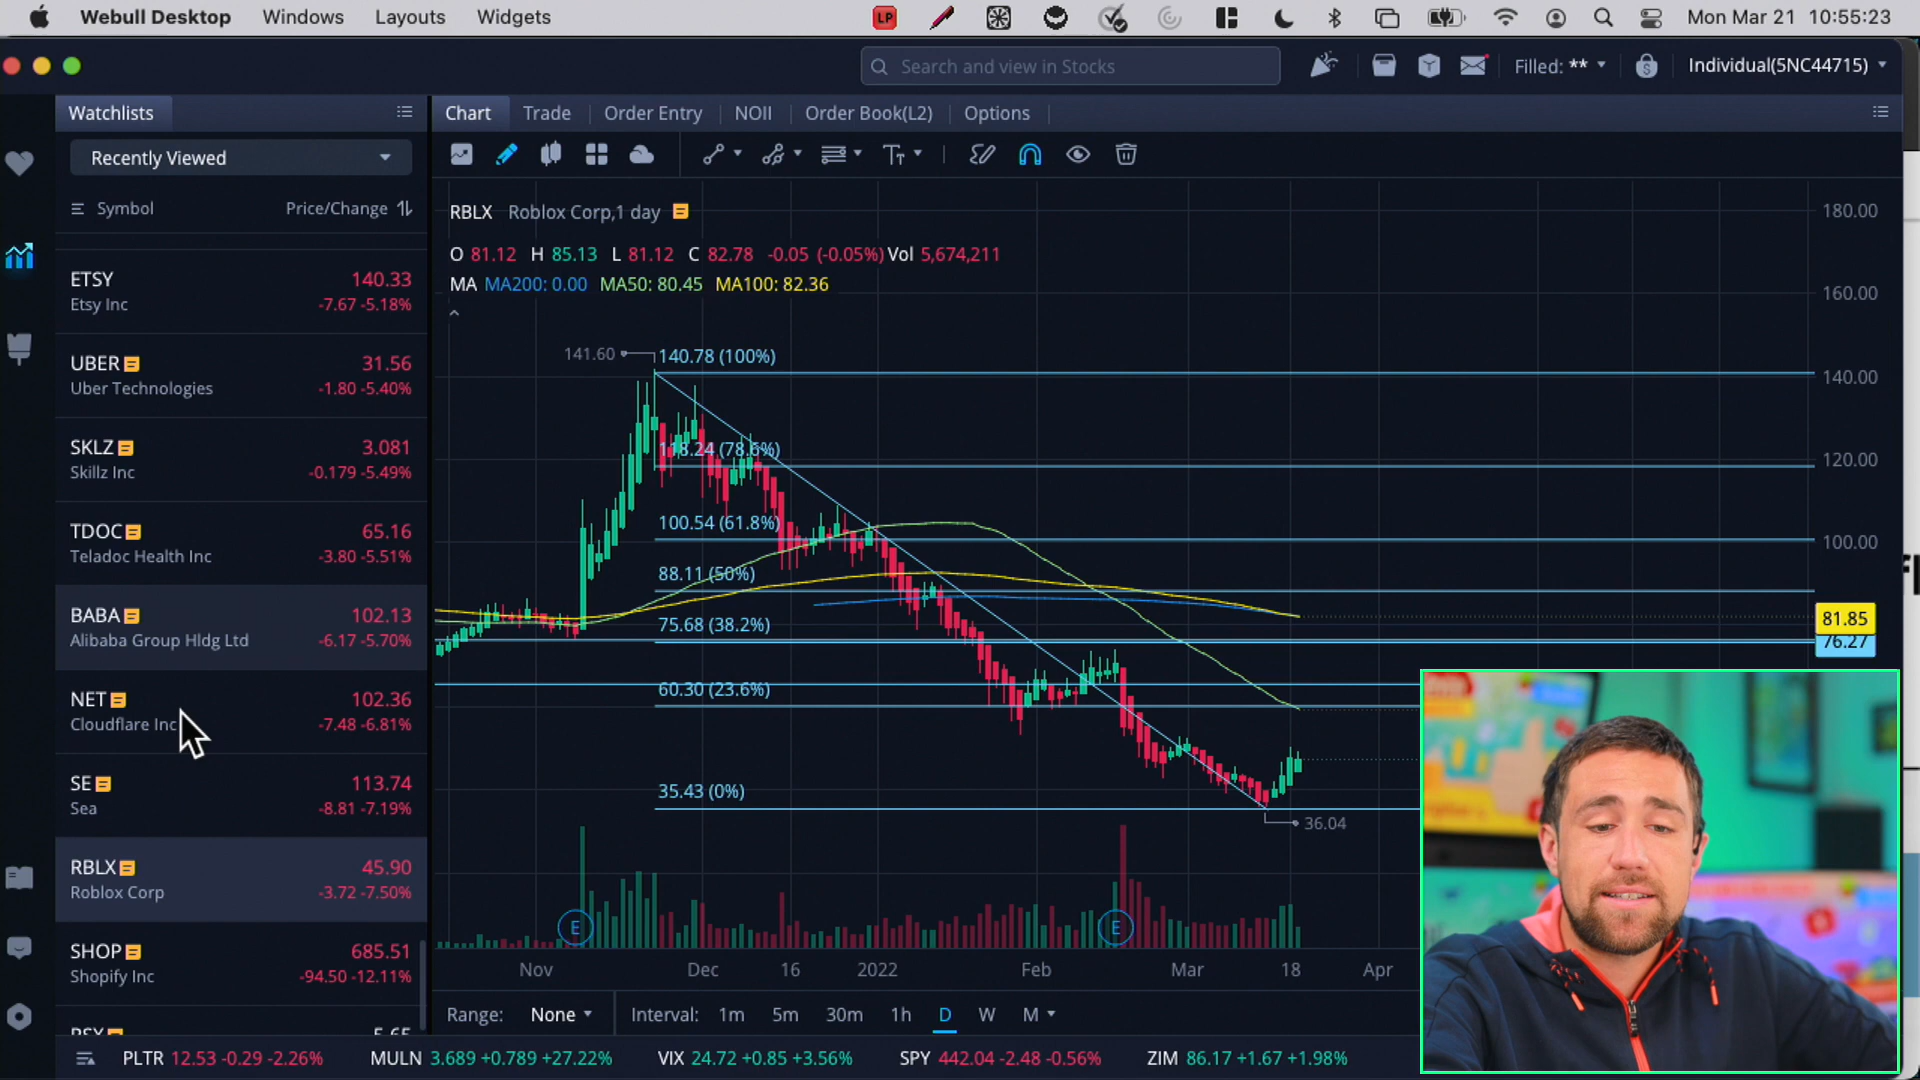 Webull Desktop Windows Layouts Widgets LP Mon Mar 21 10:55:23
Search and view in Stocks Filled: ** Individual(5NC44715)
Watchlists Chart Trade Order Entry NOII Order Book(L2) Options
Recently Viewed
Symbol Price/Change
ETSY 140.33
Etsy Inc -7.67 -5.18%
UBER 31.56
Uber Technologies -1.80 -5.40%
SKLZ 3.081
Skillz Inc -0.179 -5.49%
TDOC 65.16
Teladoc Health Inc -3.80 -5.51%
BABA 102.13
Alibaba Group Hldg Ltd -6.17 -5.70%
NET 102.36
Cloudflare Inc -7.48 -6.81%
SE 113.74
Sea -8.81 -7.19%
RBLX 45.90
Roblox Corp -3.72 -7.50%
SHOP 685.51
Shopify Inc -94.50 -12.11%
RBLX Roblox Corp,1 day
O 81.12 H 85.13 L 81.12 C 82.78 -0.05 (-0.05%) Vol 5,674,211
MA MA200: 0.00 MA50: 80.45 MA100: 82.36
141.60 140.78 (100%)
118.24 (78.6%)
100.54 (61.8%)
88.11 (50%)
75.68 (38.2%)
60.30 (23.6%)
35.43 (0%)
36.04
180.00
160.00
140.00
120.00
100.00
81.85
76.27
E E
Nov Dec 16 2022 Feb Mar 18 Apr
Range: None Interval: 1m 5m 30m 1h D W M
PLTR 12.53 -0.29 -2.26% MULN 3.689 +0.789 +27.22% VIX 24.72 +0.85 +3.56% SPY 442.04 -2.48 -0.56% ZIM 86.17 +1.67 +1.98%